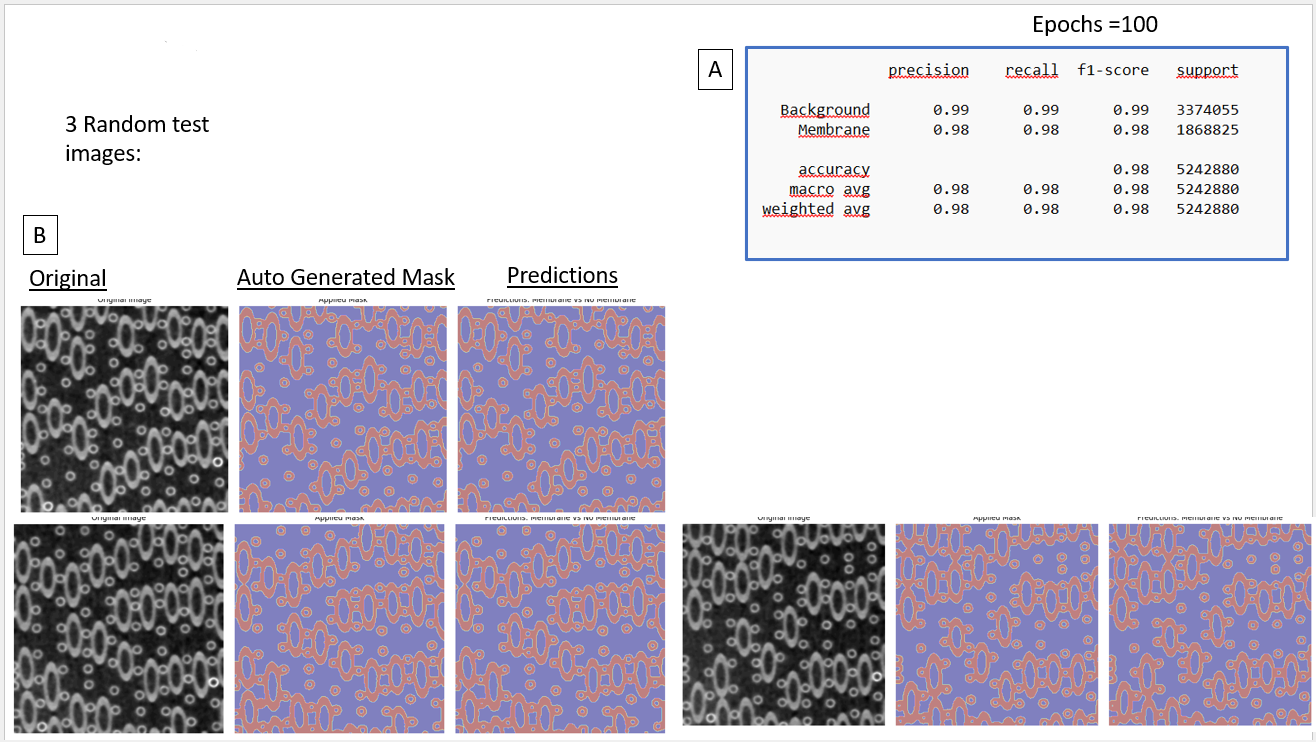 Epochs =100
A
precision recall f1-score support
Background 0.99 0.99 0.99 3374055
Membrane 0.98 0.98 0.98 1868825
accuracy 0.98 5242880
macro avg 0.98 0.98 0.98 5242880
weighted avg 0.98 0.98 0.98 5242880
3 Random test
images:
B
Original Auto Generated Mask Predictions
Original Image Applied Mask Predictions: Membrane vs No Membrane
Original Image Applied Mask Predictions: Membrane vs No Membrane
Original Image Applied Mask Predictions: Membrane vs No Membrane